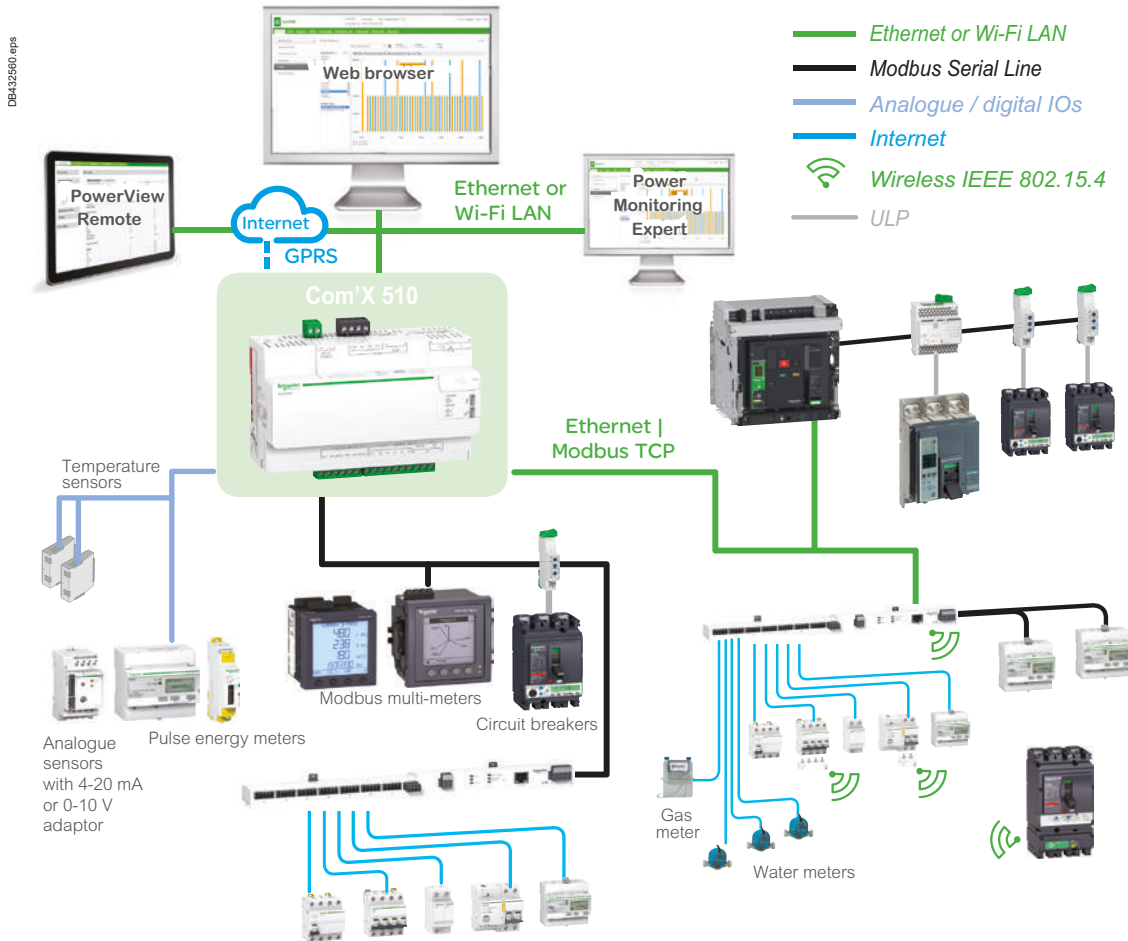 DB432560.eps
Web browser
PowerView
Remote
Internet
GPRS
Ethernet or
Wi-Fi LAN
Power
Monitoring
Expert
Ethernet or Wi-Fi LAN
Modbus Serial Line
Analogue / digital IOs
Internet
Wireless IEEE 802.15.4
ULP
Com'X 510
Ethernet |
Modbus TCP
Temperature
sensors
Modbus multi-meters
Circuit breakers
Analogue
sensors
with 4-20 mA
or 0-10 V
adaptor
Pulse energy meters
Gas
meter
Water meters